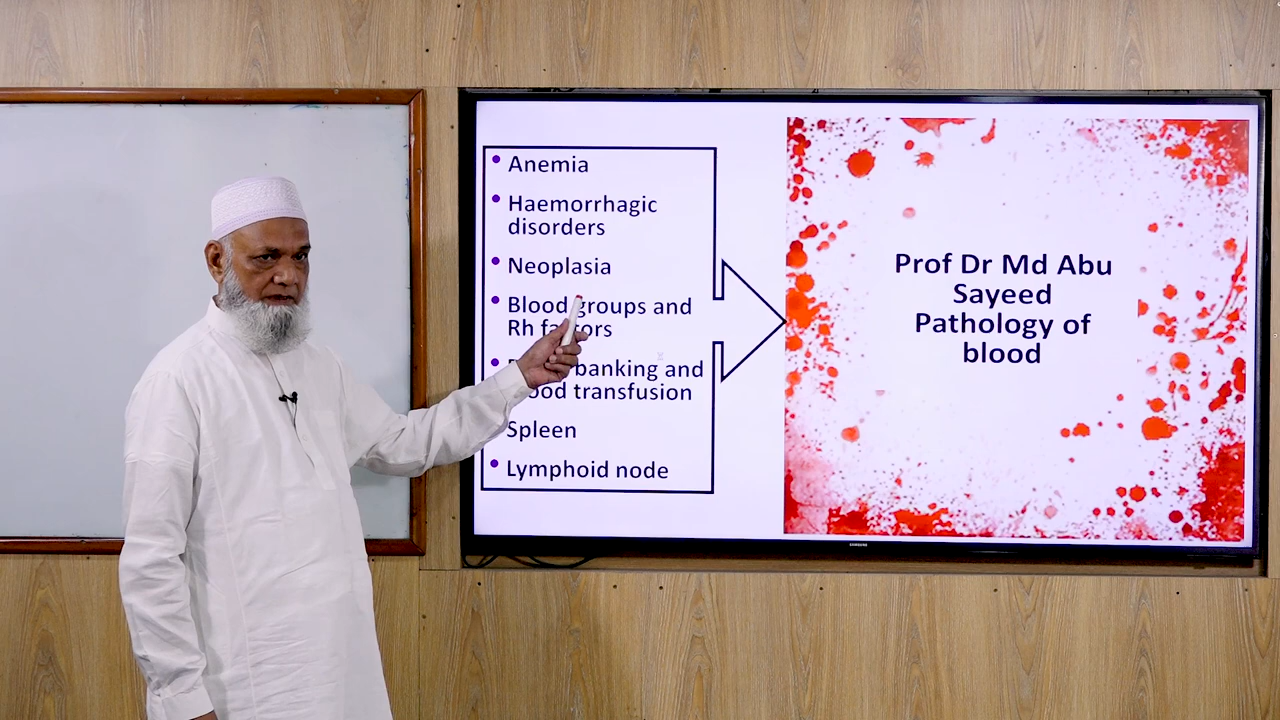 Anemia
Haemorrhagic
disorders
Neoplasia
Blood groups and
Rh factors
banking and
transfusion
Spleen
Lymphoid node
Prof Dr Md Abu
Sayeed
Pathology of
blood
SAMSUNG